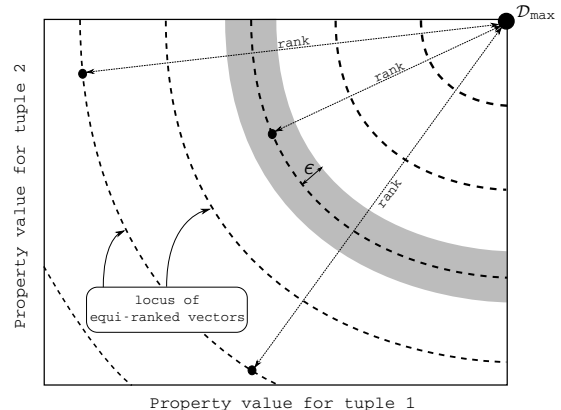 𝒟max
rank
rank
ϵ
rank
locus of
equi-ranked vectors
Property value for tuple 2
Property value for tuple 1